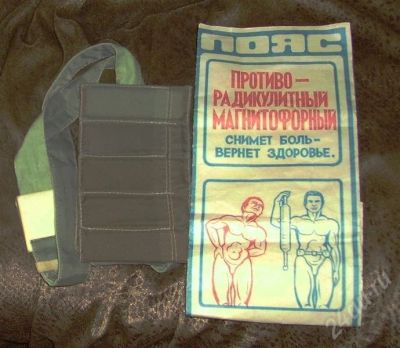 ПОЯС
ПРОТИВО-
РАДИКУЛИТНЫЙ
МАГНИТОФОРНЫЙ
СНИМЕТ БОЛЬ-
ВЕРНЕТ ЗДОРОВЬЕ.